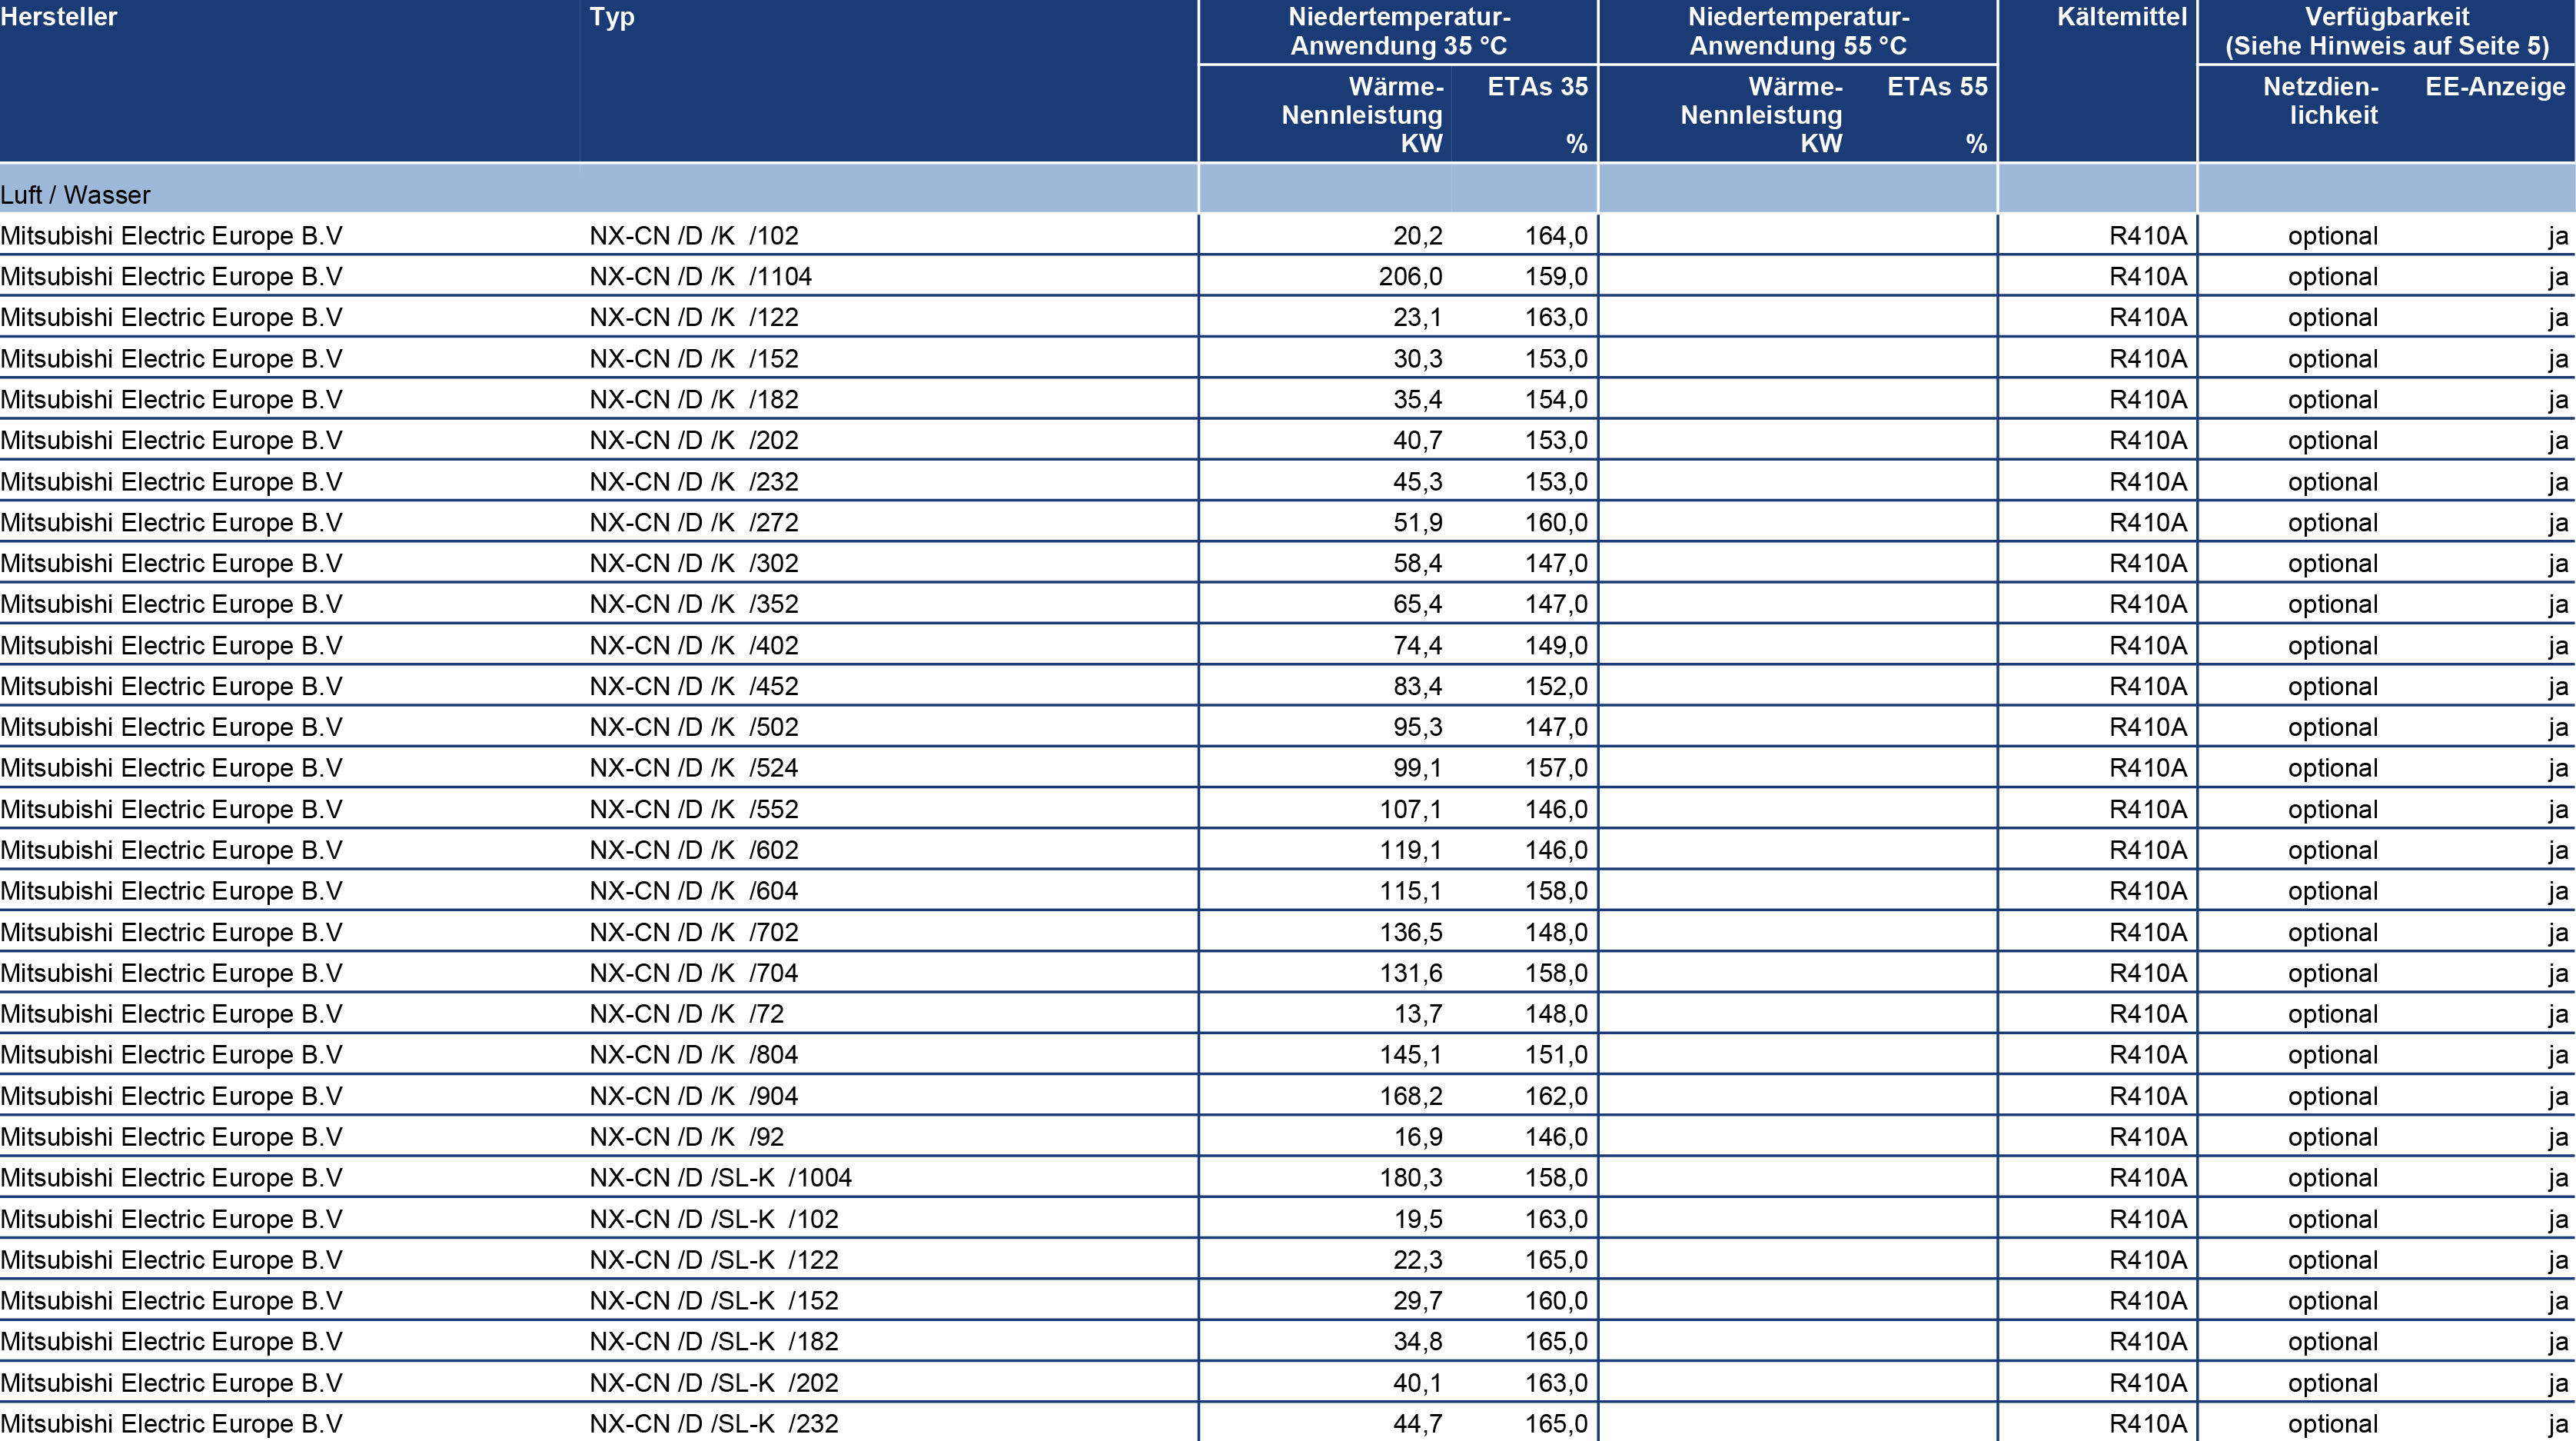 Hersteller Typ Niedertemperatur- Niedertemperatur- Kältemittel Verfügbarkeit
Anwendung 35 °C Anwendung 55 °C (Siehe Hinweis auf Seite 5)
Wärme- ETAs 35 Wärme- ETAs 55 Netzdien- EE-Anzeige
Nennleistung Nennleistung lichkeit
KW % KW %
Luft / Wasser
Mitsubishi Electric Europe B.V NX-CN /D /K /102 20,2 164,0 R410A optional ja
Mitsubishi Electric Europe B.V NX-CN /D /K /1104 206,0 159,0 R410A optional ja
Mitsubishi Electric Europe B.V NX-CN /D /K /122 23,1 163,0 R410A optional ja
Mitsubishi Electric Europe B.V NX-CN /D /K /152 30,3 153,0 R410A optional ja
Mitsubishi Electric Europe B.V NX-CN /D /K /182 35,4 154,0 R410A optional ja
Mitsubishi Electric Europe B.V NX-CN /D /K /202 40,7 153,0 R410A optional ja
Mitsubishi Electric Europe B.V NX-CN /D /K /232 45,3 153,0 R410A optional ja
Mitsubishi Electric Europe B.V NX-CN /D /K /272 51,9 160,0 R410A optional ja
Mitsubishi Electric Europe B.V NX-CN /D /K /302 58,4 147,0 R410A optional ja
Mitsubishi Electric Europe B.V NX-CN /D /K /352 65,4 147,0 R410A optional ja
Mitsubishi Electric Europe B.V NX-CN /D /K /402 74,4 149,0 R410A optional ja
Mitsubishi Electric Europe B.V NX-CN /D /K /452 83,4 152,0 R410A optional ja
Mitsubishi Electric Europe B.V NX-CN /D /K /502 95,3 147,0 R410A optional ja
Mitsubishi Electric Europe B.V NX-CN /D /K /524 99,1 157,0 R410A optional ja
Mitsubishi Electric Europe B.V NX-CN /D /K /552 107,1 146,0 R410A optional ja
Mitsubishi Electric Europe B.V NX-CN /D /K /602 119,1 146,0 R410A optional ja
Mitsubishi Electric Europe B.V NX-CN /D /K /604 115,1 158,0 R410A optional ja
Mitsubishi Electric Europe B.V NX-CN /D /K /702 136,5 148,0 R410A optional ja
Mitsubishi Electric Europe B.V NX-CN /D /K /704 131,6 158,0 R410A optional ja
Mitsubishi Electric Europe B.V NX-CN /D /K /72 13,7 148,0 R410A optional ja
Mitsubishi Electric Europe B.V NX-CN /D /K /804 145,1 151,0 R410A optional ja
Mitsubishi Electric Europe B.V NX-CN /D /K /904 168,2 162,0 R410A optional ja
Mitsubishi Electric Europe B.V NX-CN /D /K /92 16,9 146,0 R410A optional ja
Mitsubishi Electric Europe B.V NX-CN /D /SL-K /1004 180,3 158,0 R410A optional ja
Mitsubishi Electric Europe B.V NX-CN /D /SL-K /102 19,5 163,0 R410A optional ja
Mitsubishi Electric Europe B.V NX-CN /D /SL-K /122 22,3 165,0 R410A optional ja
Mitsubishi Electric Europe B.V NX-CN /D /SL-K /152 29,7 160,0 R410A optional ja
Mitsubishi Electric Europe B.V NX-CN /D /SL-K /182 34,8 165,0 R410A optional ja
Mitsubishi Electric Europe B.V NX-CN /D /SL-K /202 40,1 163,0 R410A optional ja
Mitsubishi Electric Europe B.V NX-CN /D /SL-K /232 44,7 165,0 R410A optional ja